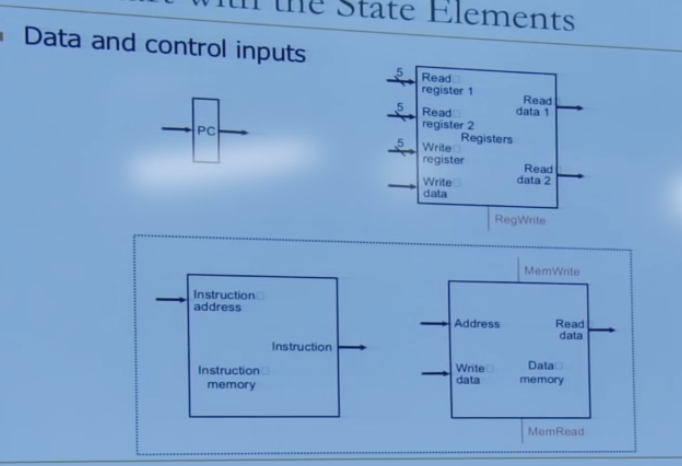 with the State Elements
Data and control inputs
PC
5
Read
register 1
5
Read
register 2
5
Write
register
Write
data
Registers
Read
data 1
Read
data 2
RegWrite
Instruction
address
Instruction
Instruction
memory
MemWrite
Address
Read
data
Write
data
Data
memory
MemRead